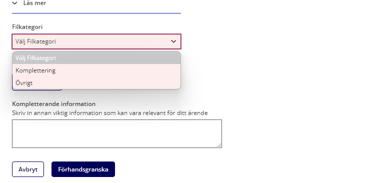 Läs mer
Filkategori
Välj Filkategori
Välj Filkategori
Komplettering
Övrigt
Kompletterande information
Skriv in annan viktig information som kan vara relevant för ditt ärende
Avbryt
Förhandsgranska